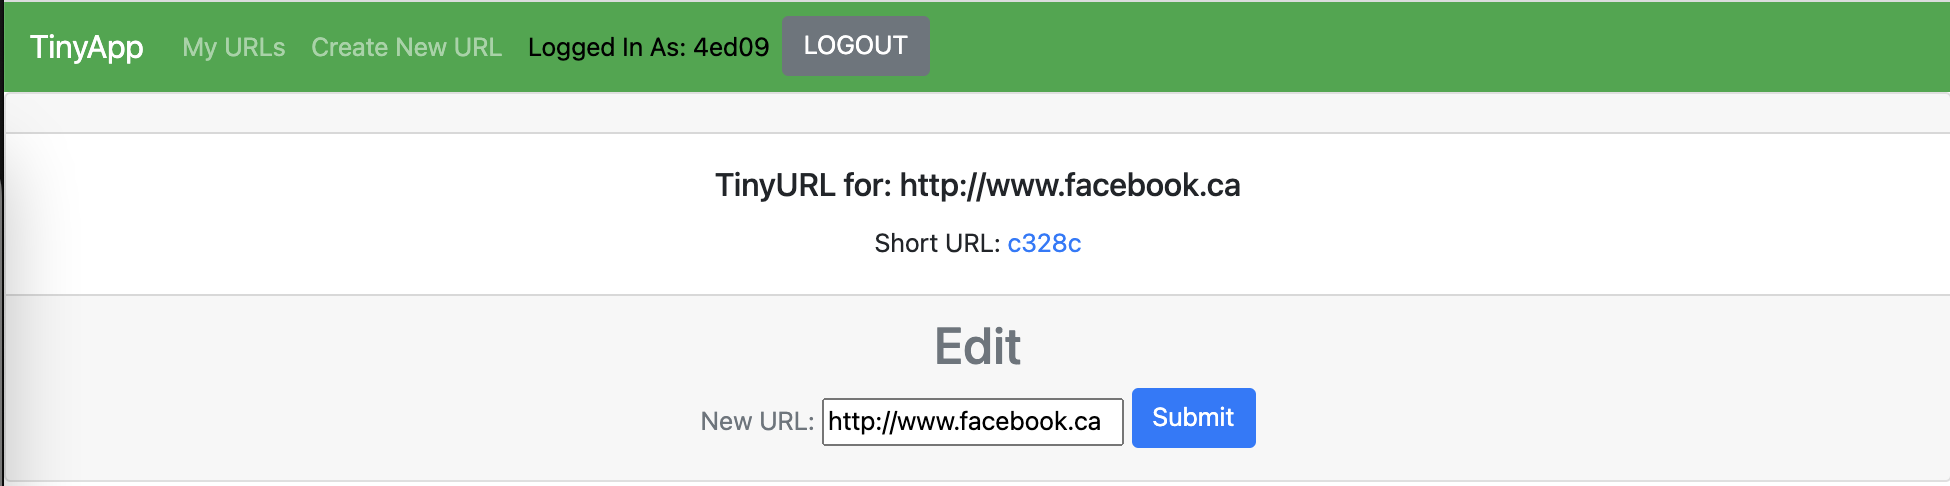 TinyApp My URLs Create New URL Logged In As: 4ed09 LOGOUT
TinyURL for: http://www.facebook.ca
Short URL: c328c
Edit
New URL: http://www.facebook.ca Submit